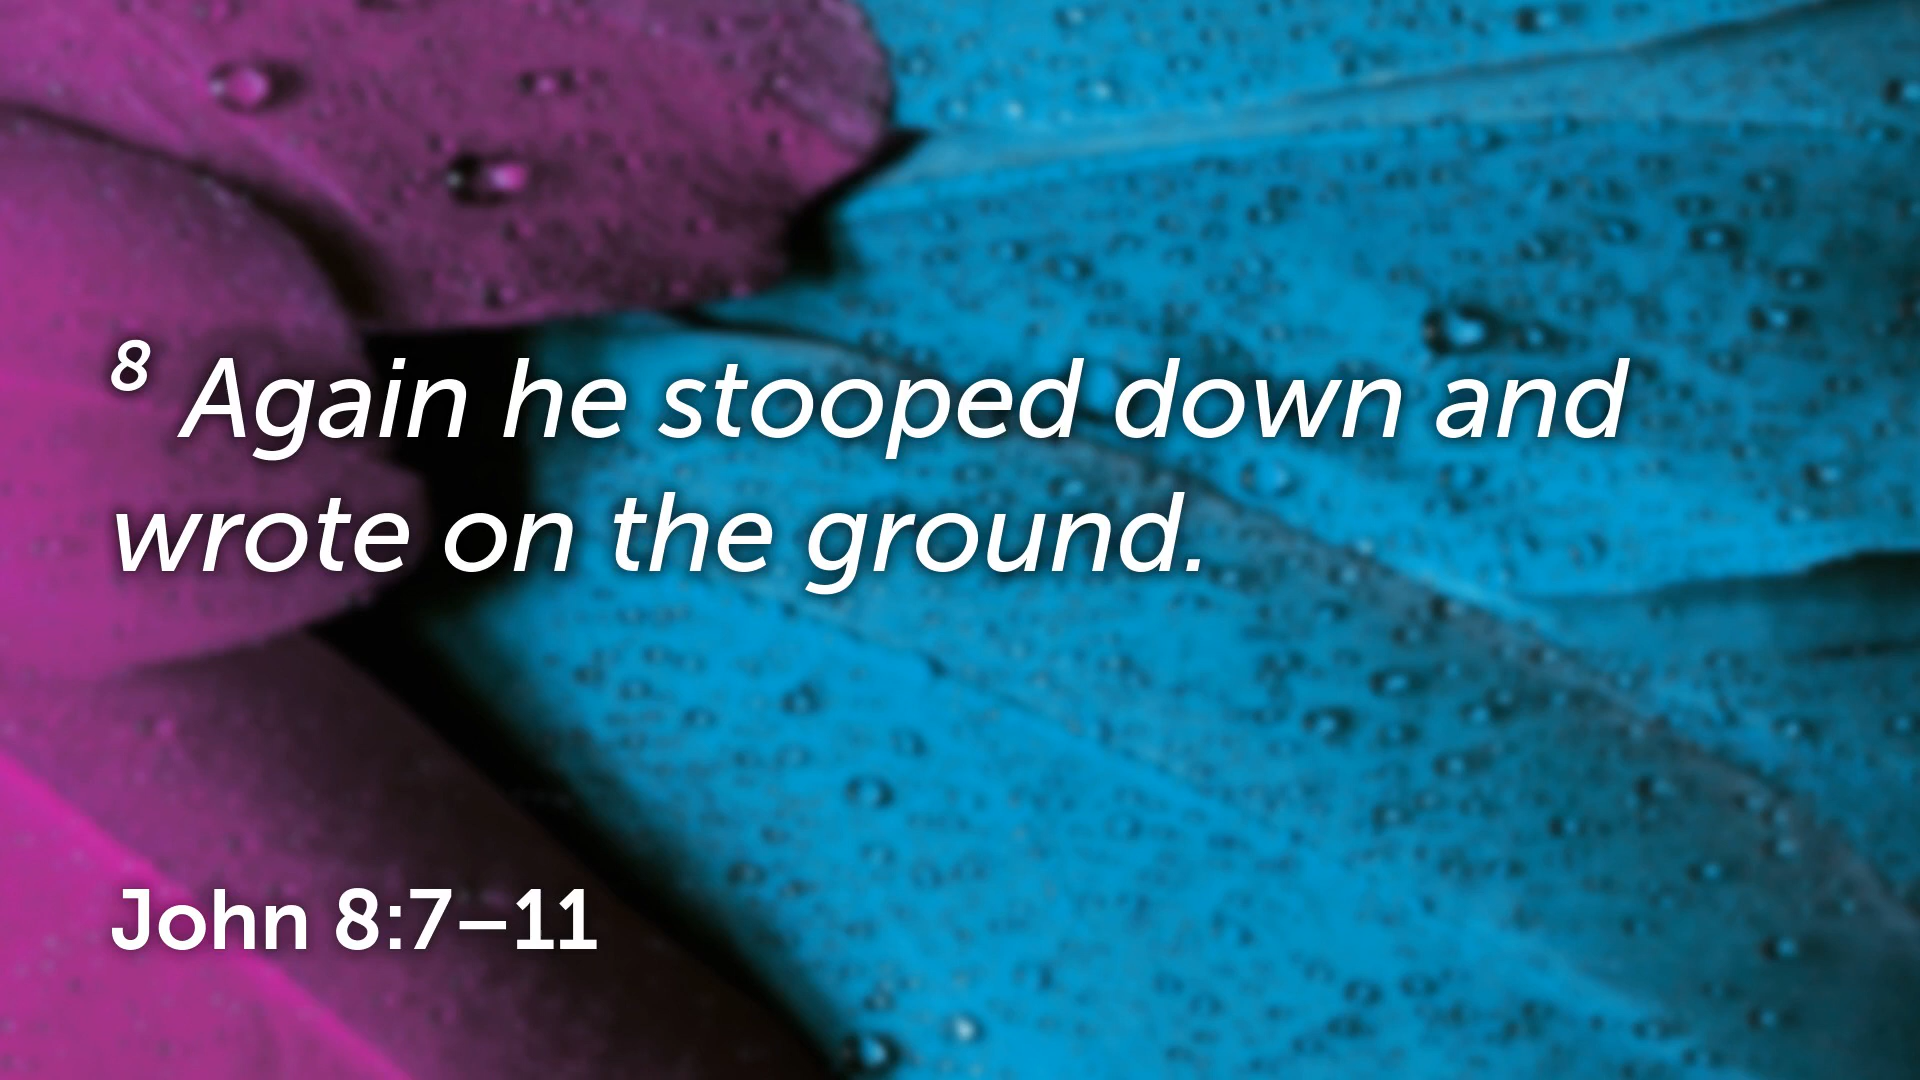 8 Again he stooped down and
wrote on the ground.
John 8:7–11